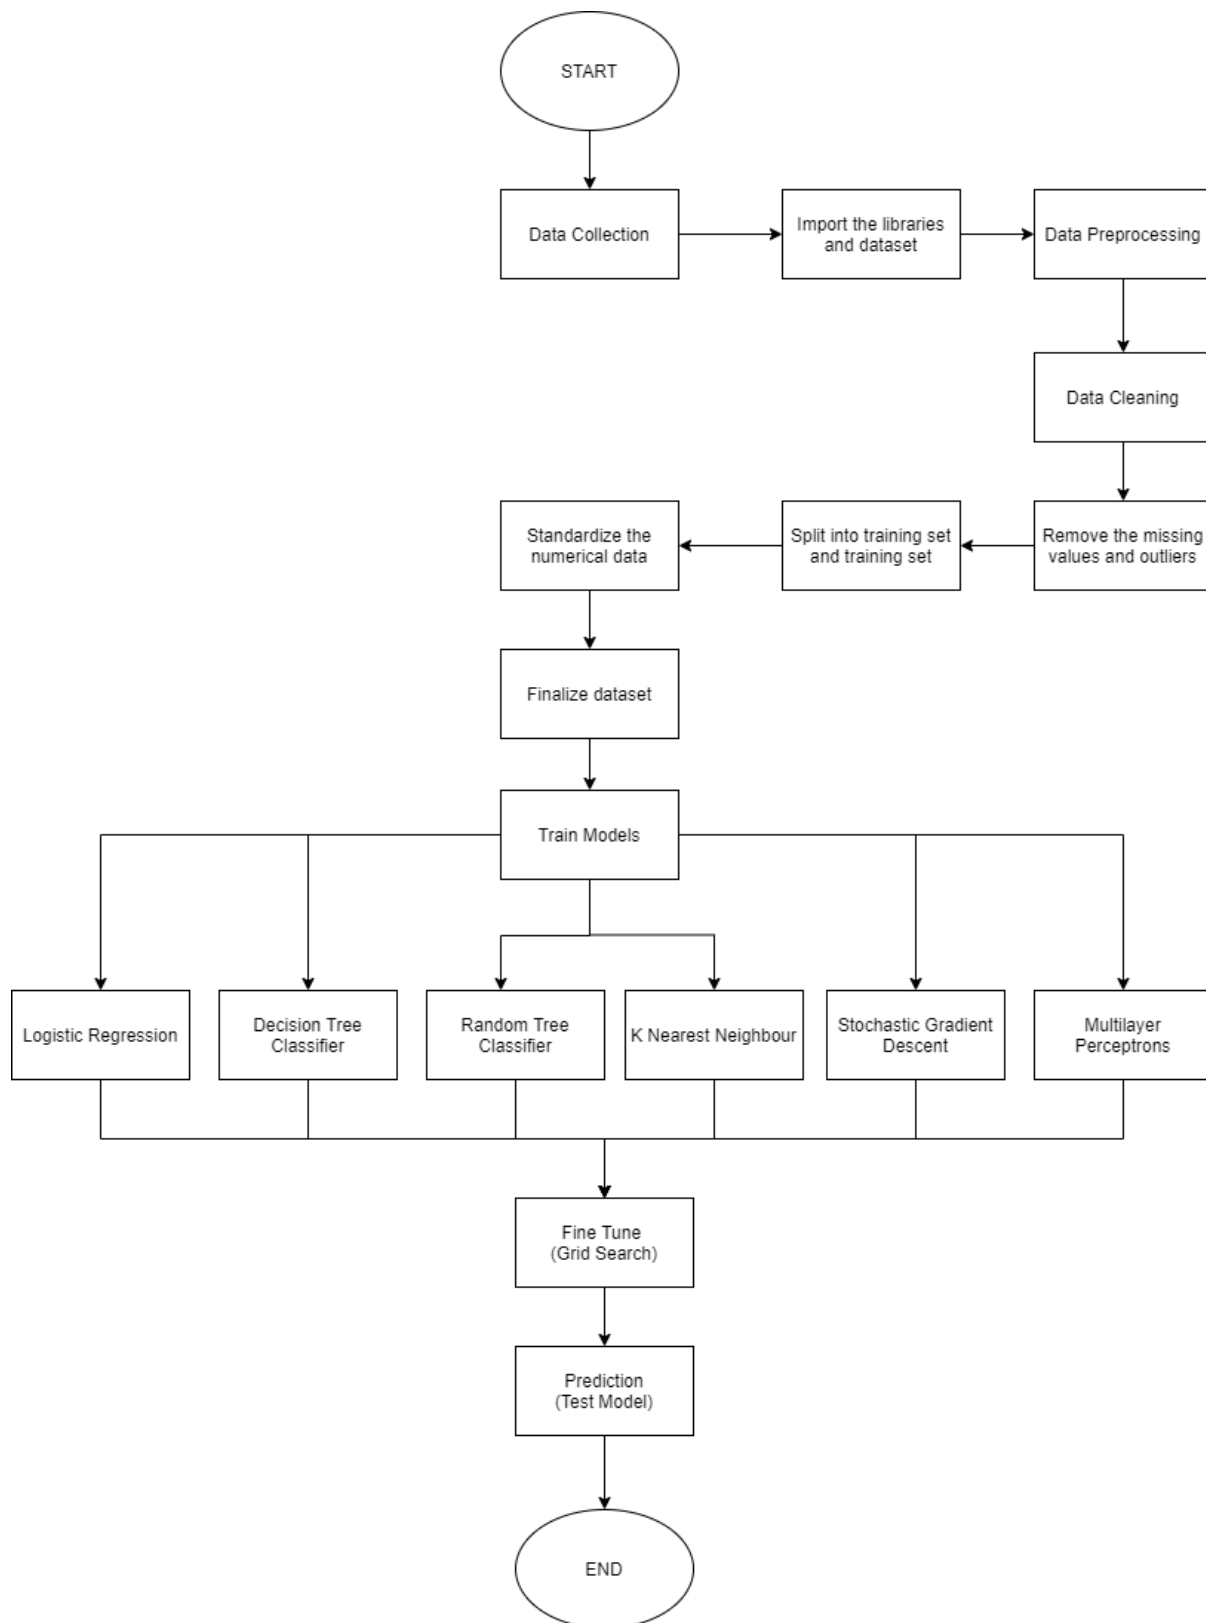 START
Data Collection
Import the libraries
and dataset
Data Preprocessing
Data Cleaning
Remove the missing
values and outliers
Split into training set
and training set
Standardize the
numerical data
Finalize dataset
Train Models
Logistic Regression
Decision Tree
Classifier
Random Tree
Classifier
K Nearest Neighbour
Stochastic Gradient
Descent
Multilayer
Perceptrons
Fine Tune
(Grid Search)
Prediction
(Test Model)
END